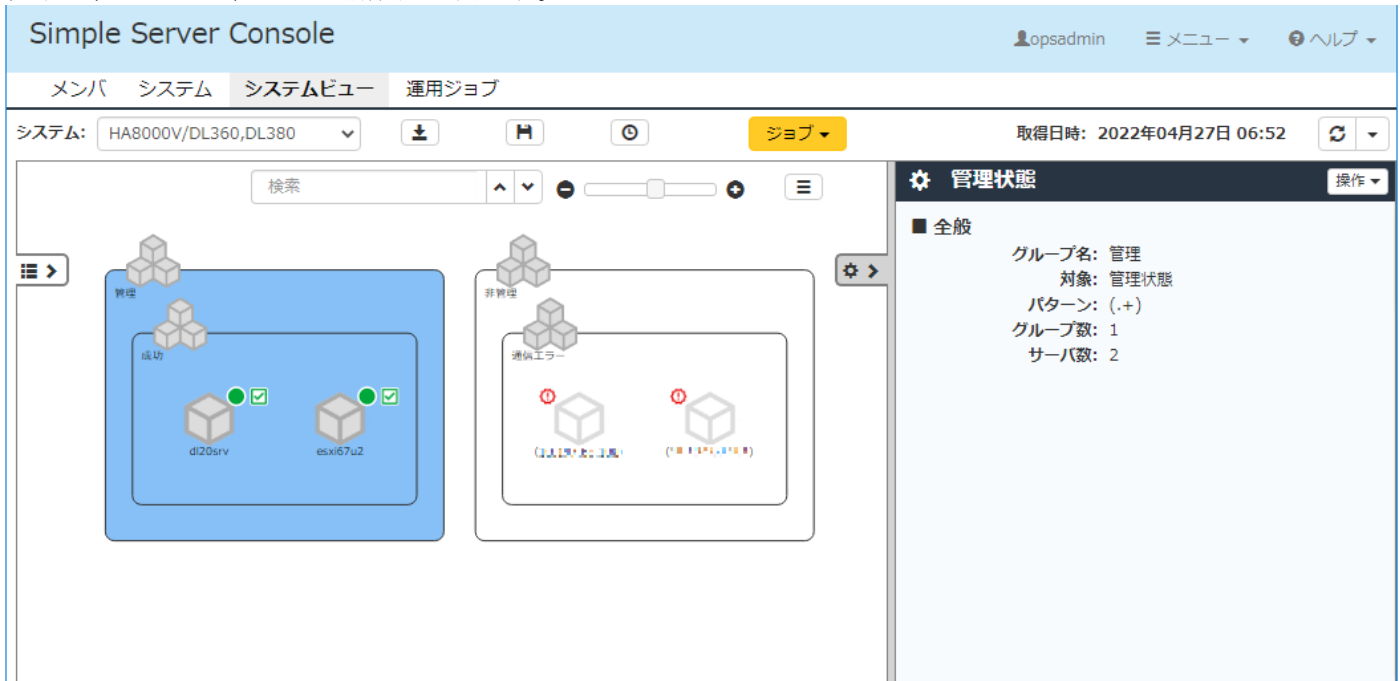 Simple Server Console
opsadmin メニュー ヘルプ
メンバ システム システムビュー 運用ジョブ
システム: HA8000V/DL360,DL380 ジョブ 取得日時: 2022年04月27日 06:52
検索
管理状態 操作
全般
グループ名: 管理
対象: 管理状態
パターン: (.+)
グループ数: 1
サーバ数: 2
管理
成功
dl20srv esxi67u2
非管理
通信エラー